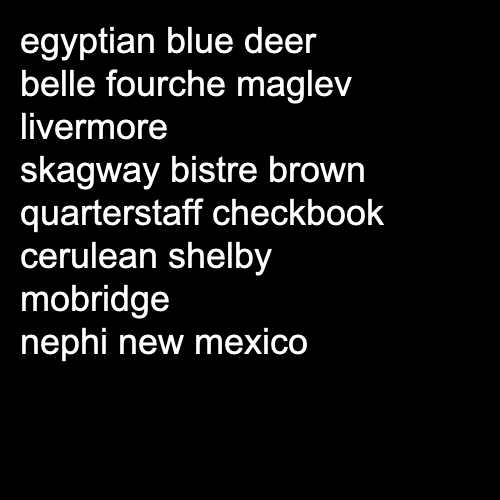 egyptian blue deer
belle fourche maglev
livermore
skagway bistre brown
quarterstaff checkbook
cerulean shelby
mobridge
nephi new mexico